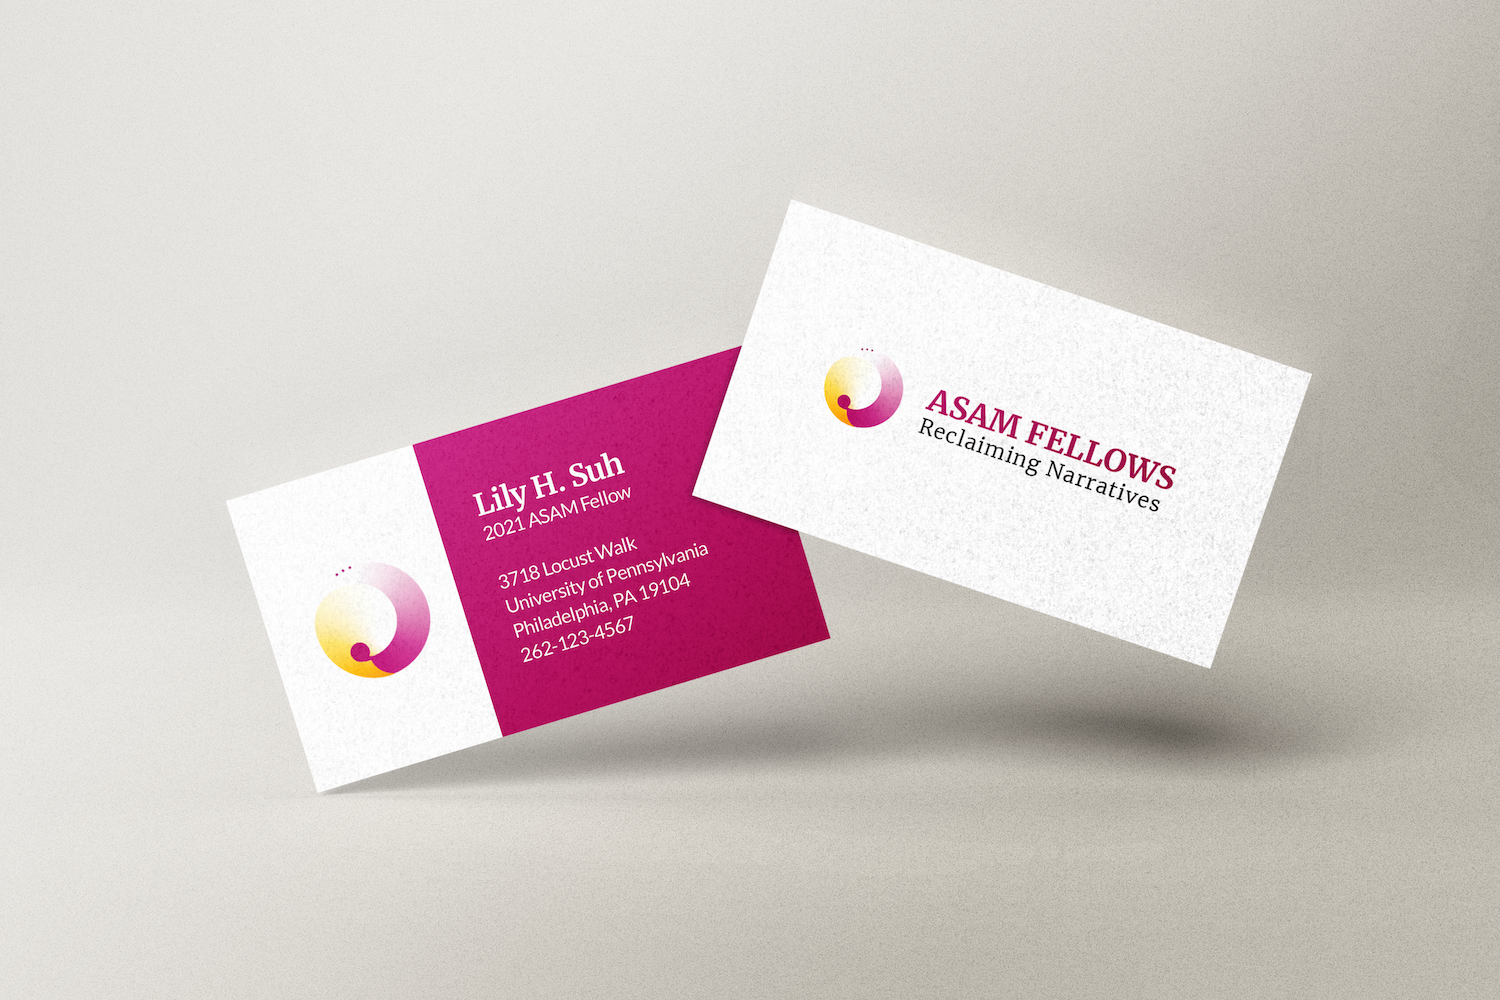 Lily H. Suh
2021 ASAM Fellow
3718 Locust Walk
University of Pennsylvania
Philadelphia, PA 19104
262-123-4567
ASAM FELLOWS
Reclaiming Narratives